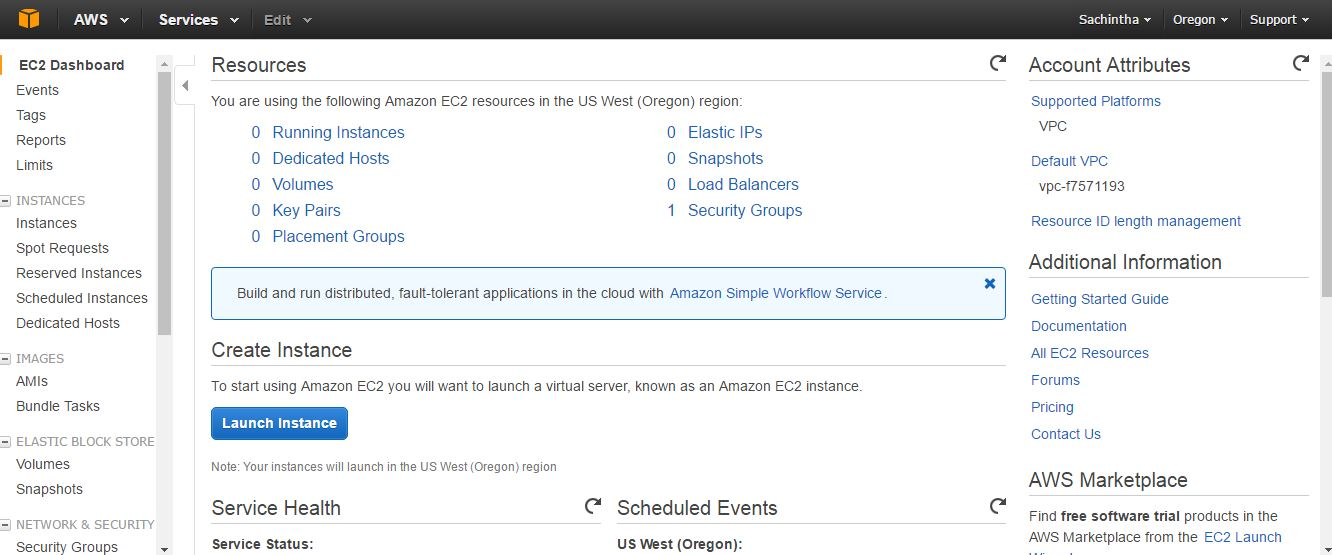 AWS Services Edit Sachintha Oregon Support
EC2 Dashboard
Events
Tags
Reports
Limits
INSTANCES
Instances
Spot Requests
Reserved Instances
Scheduled Instances
Dedicated Hosts
IMAGES
AMIs
Bundle Tasks
ELASTIC BLOCK STORE
Volumes
Snapshots
NETWORK & SECURITY
Security Groups
Resources
You are using the following Amazon EC2 resources in the US West (Oregon) region:
0 Running Instances
0 Dedicated Hosts
0 Volumes
0 Key Pairs
0 Placement Groups
0 Elastic IPs
0 Snapshots
0 Load Balancers
1 Security Groups
Build and run distributed, fault-tolerant applications in the cloud with Amazon Simple Workflow Service.
Create Instance
To start using Amazon EC2 you will want to launch a virtual server, known as an Amazon EC2 instance.
Launch Instance
Note: Your instances will launch in the US West (Oregon) region
Service Health
Service Status:
Scheduled Events
US West (Oregon):
Account Attributes
Supported Platforms
VPC
Default VPC
vpc-f7571193
Resource ID length management
Additional Information
Getting Started Guide
Documentation
All EC2 Resources
Forums
Pricing
Contact Us
AWS Marketplace
Find free software trial products in the
AWS Marketplace from the EC2 Launch